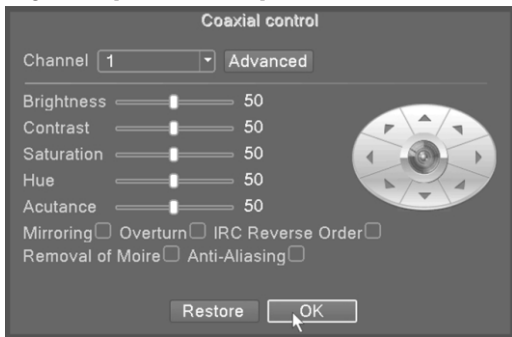 Coaxial control
Channel 1 Advanced
Brightness 50
Contrast 50
Saturation 50
Hue 50
Acutance 50
Mirroring Overturn IRC Reverse Order
Removal of Moire Anti-Aliasing
Restore OK